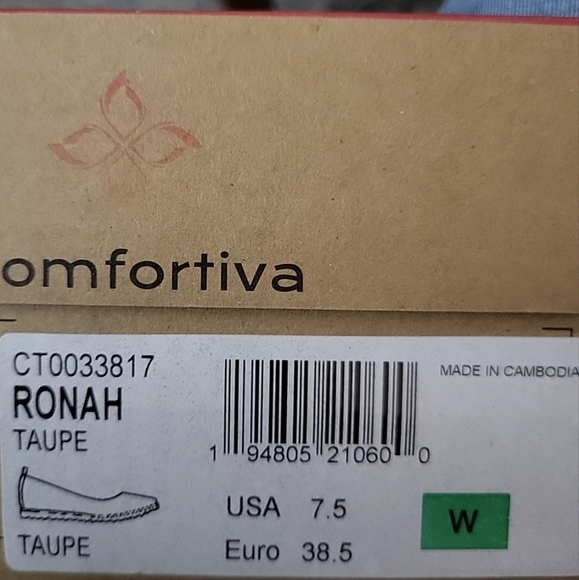 omfortiva
CT0033817
RONAH
TAUPE
TAUPE
1 94805 21060 0
MADE IN CAMBODIA
USA 7.5
Euro 38.5
W